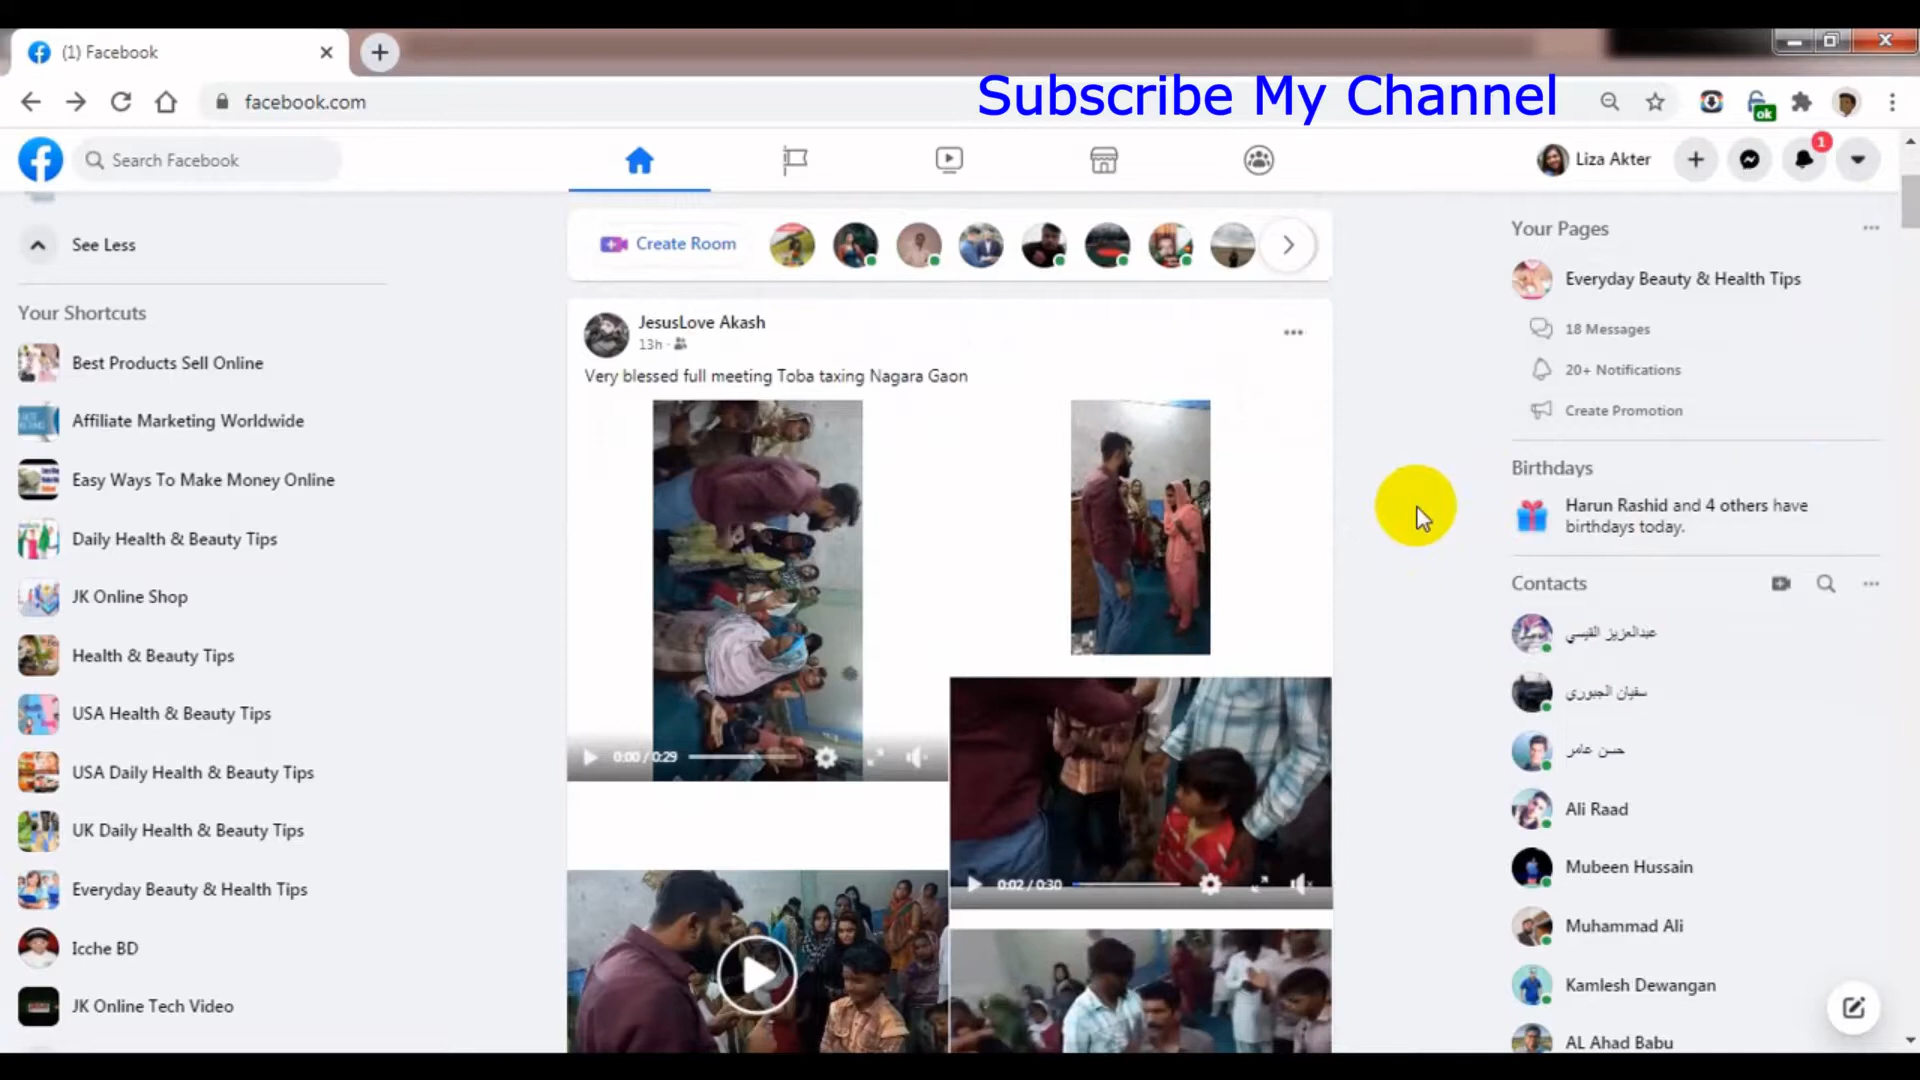 (1) Facebook
Subscribe My Channel
facebook.com
ok
Search Facebook
Liza Akter
1
See Less
Your Shortcuts
Best Products Sell Online
Affiliate Marketing Worldwide
Easy Ways To Make Money Online
Daily Health & Beauty Tips
JK Online Shop
Health & Beauty Tips
USA Health & Beauty Tips
USA Daily Health & Beauty Tips
UK Daily Health & Beauty Tips
Everyday Beauty & Health Tips
Icche BD
JK Online Tech Video
Create Room
JesusLove Akash
13h ·
Very blessed full meeting Toba taxing Nagara Gaon
0:00 / 0:29
0:02 / 0:30
Your Pages
Everyday Beauty & Health Tips
18 Messages
20+ Notifications
Create Promotion
Birthdays
Harun Rashid and 4 others have
birthdays today.
Contacts
عبدالعزيز القيسي
سفيان الجبوري
حسن عامر
Ali Raad
Mubeen Hussain
Muhammad Ali
Kamlesh Dewangan
AL Ahad Babu